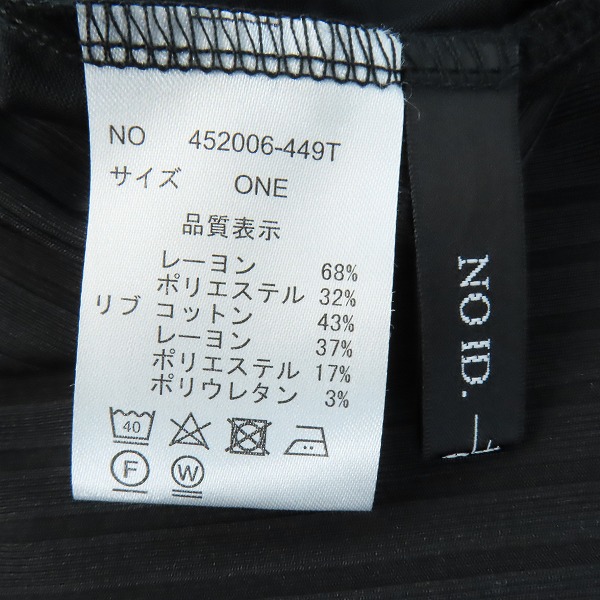 NO 452006-449T
サイズ ONE
品質表示
レーヨン 68%
ポリエステル 32%
リブ コットン 43%
レーヨン 37%
ポリエステル 17%
ポリウレタン 3%
40
F W
NO ID.